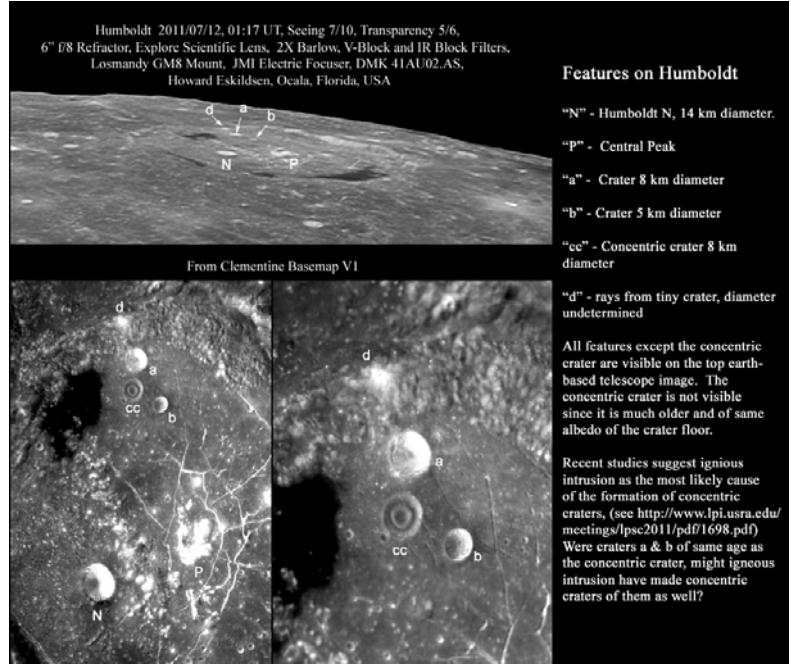 Humboldt 2011/07/12, 01:17 UT, Seeing 7/10, Transparency 5/6,
6" f/8 Refractor, Explore Scientific Lens, 2X Barlow, V-Block and IR Block Filters,
Losmandy GM8 Mount, JMI Electric Focuser, DMK 41AU02.AS,
Howard Eskildsen, Ocala, Florida, USA
d
a
b
N
P
From Clementine Basemap V1
d
a
cc
b
P
N
d
a
cc
b
Features on Humboldt
“N” - Humboldt N, 14 km diameter.
“P” - Central Peak
“a” - Crater 8 km diameter
“b” - Crater 5 km diameter
“cc” - Concentric crater 8 km
diameter
“d” - rays from tiny crater, diameter
undetermined
All features except the concentric
crater are visible on the top earth-
based telescope image. The
concentric crater is not visible
since it is much older and of same
albedo of the crater floor.
Recent studies suggest ignious
intrusion as the most likely cause
of the formation of concentric
craters, (see http://www.lpi.usra.edu/
meetings/lpsc2011/pdf/1698.pdf)
Were craters a & b of same age as
the concentric crater, might igneous
intrusion have made concentric
craters of them as well?